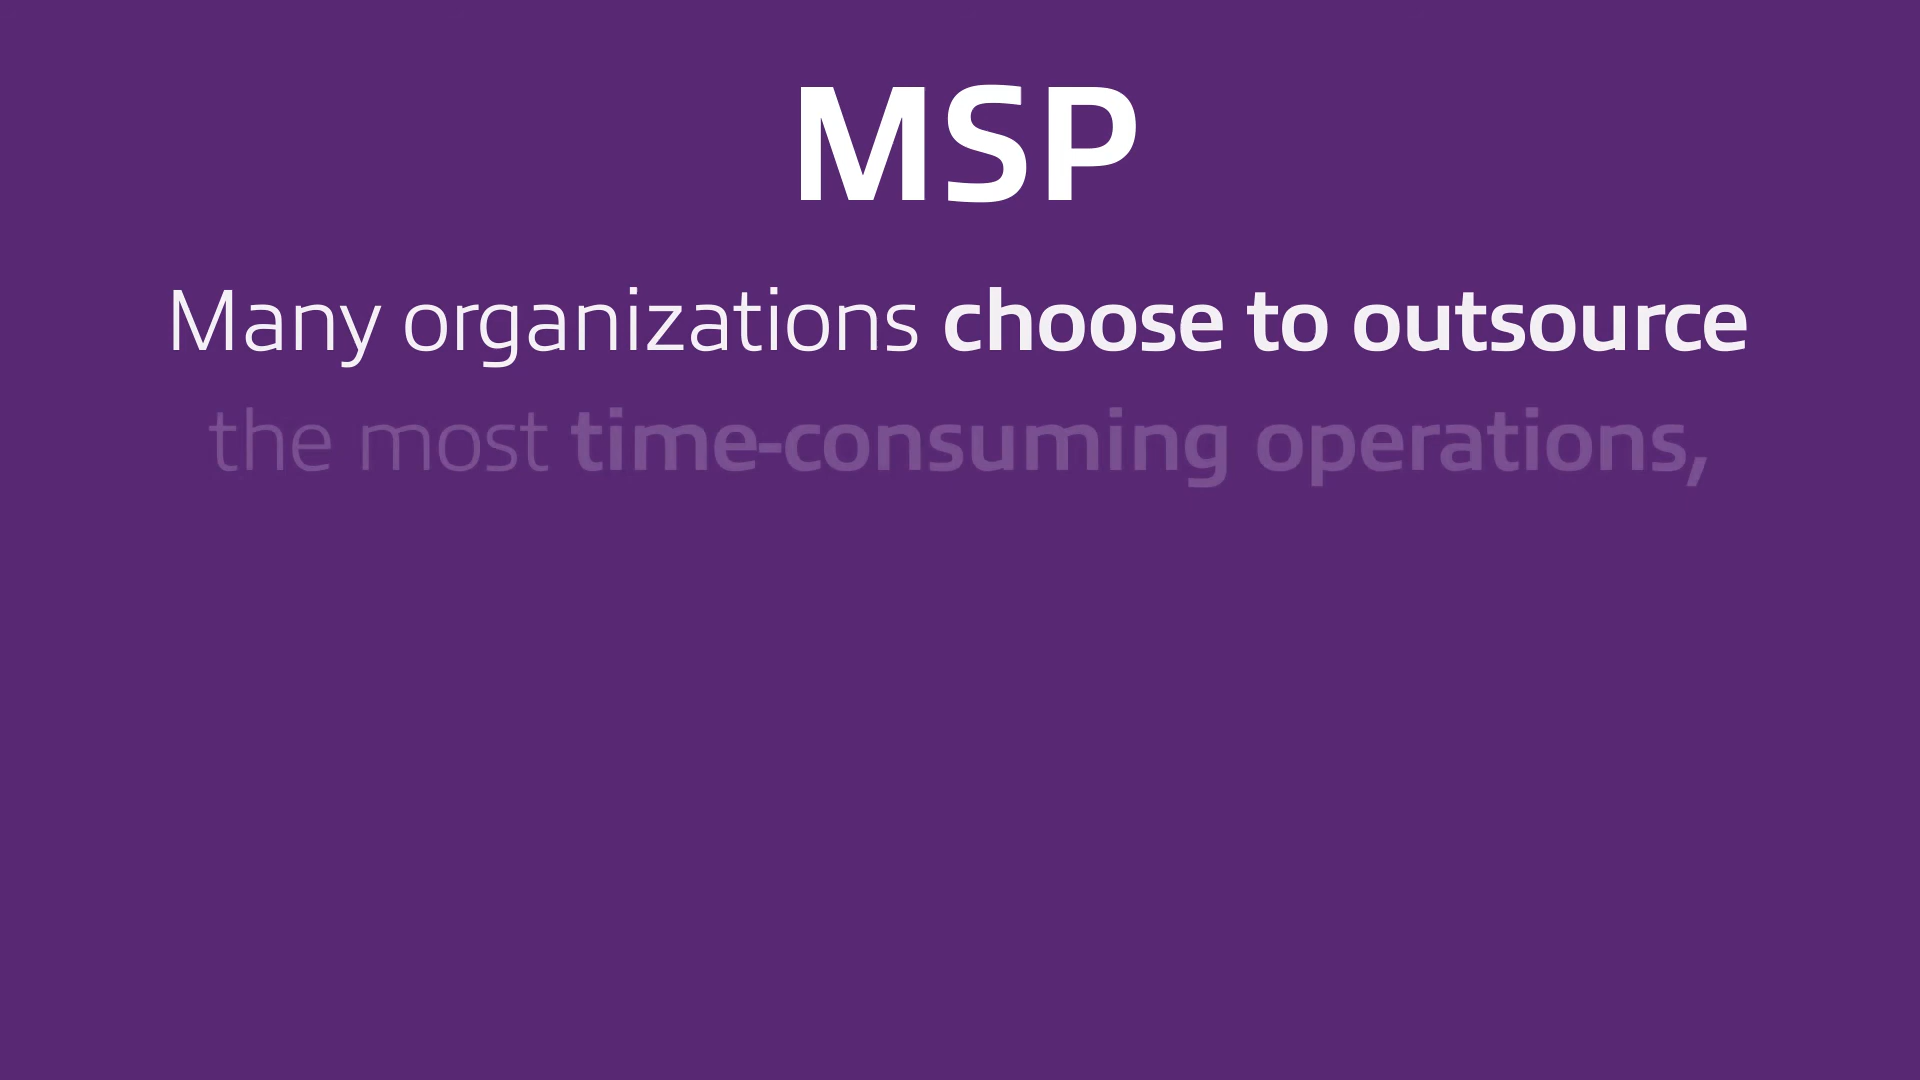 MSP
Many organizations choose to outsource
the most time-consuming operations,